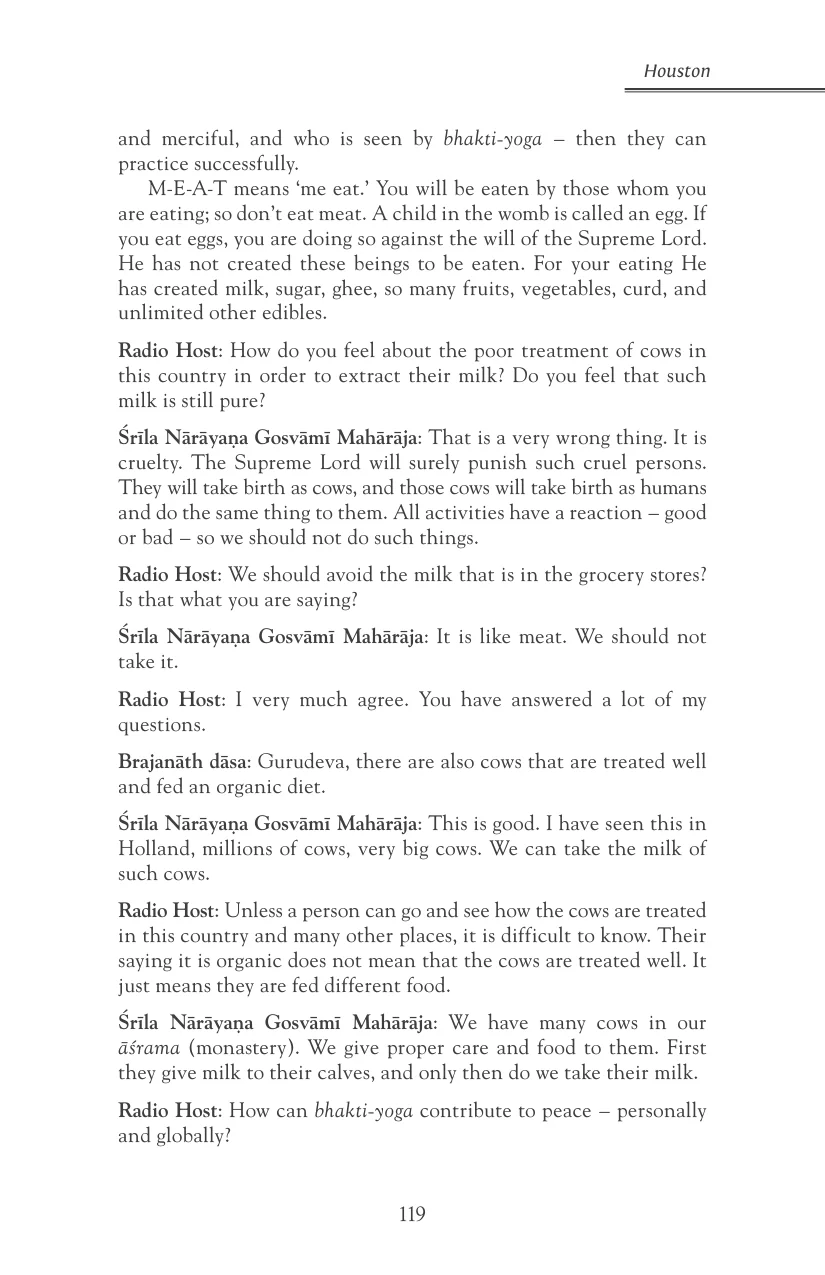 Houston
and merciful, and who is seen by bhakti-yoga – then they can
practice successfully.
M-E-A-T means ‘me eat.’ You will be eaten by those whom you
are eating; so don’t eat meat. A child in the womb is called an egg. If
you eat eggs, you are doing so against the will of the Supreme Lord.
He has not created these beings to be eaten. For your eating He
has created milk, sugar, ghee, so many fruits, vegetables, curd, and
unlimited other edibles.
Radio Host: How do you feel about the poor treatment of cows in
this country in order to extract their milk? Do you feel that such
milk is still pure?
Śrīla Nārāyaṇa Gosvāmī Mahārāja: That is a very wrong thing. It is
cruelty. The Supreme Lord will surely punish such cruel persons.
They will take birth as cows, and those cows will take birth as humans
and do the same thing to them. All activities have a reaction – good
or bad – so we should not do such things.
Radio Host: We should avoid the milk that is in the grocery stores?
Is that what you are saying?
Śrīla Nārāyaṇa Gosvāmī Mahārāja: It is like meat. We should not
take it.
Radio Host: I very much agree. You have answered a lot of my
questions.
Brajanāth dāsa: Gurudeva, there are also cows that are treated well
and fed an organic diet.
Śrīla Nārāyaṇa Gosvāmī Mahārāja: This is good. I have seen this in
Holland, millions of cows, very big cows. We can take the milk of
such cows.
Radio Host: Unless a person can go and see how the cows are treated
in this country and many other places, it is difficult to know. Their
saying it is organic does not mean that the cows are treated well. It
just means they are fed different food.
Śrīla Nārāyaṇa Gosvāmī Mahārāja: We have many cows in our
āśrama (monastery). We give proper care and food to them. First
they give milk to their calves, and only then do we take their milk.
Radio Host: How can bhakti-yoga contribute to peace – personally
and globally?
119